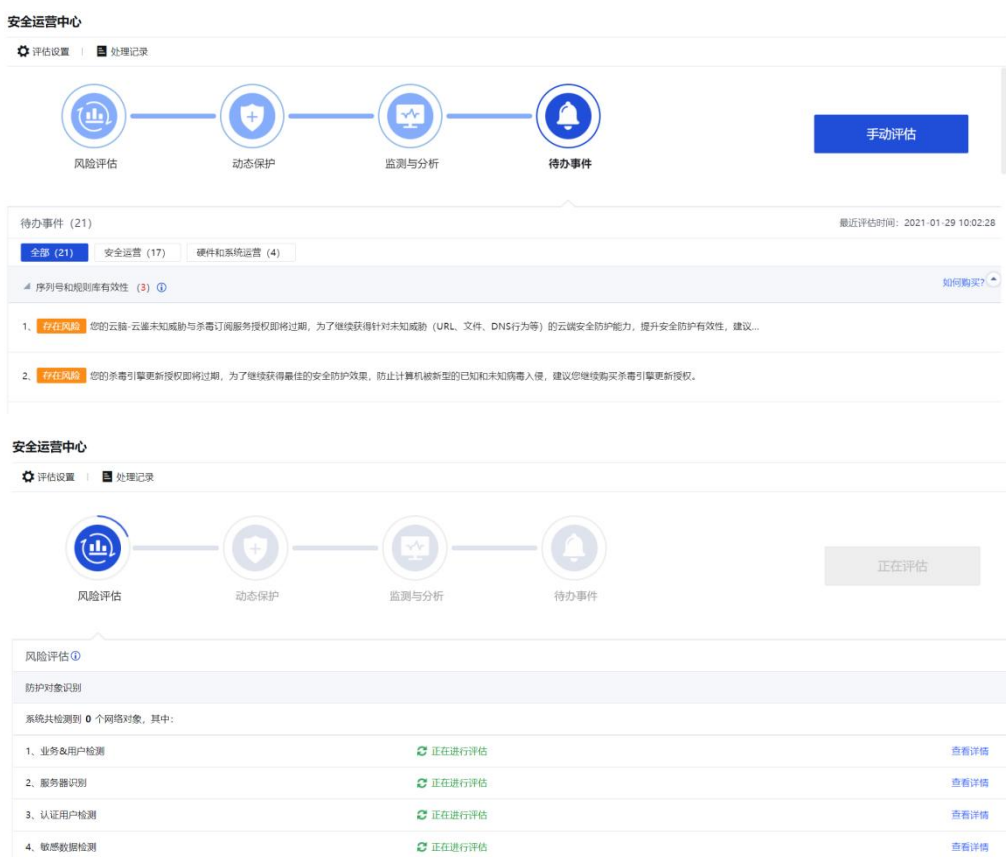 安全运营中心
评估设置 | 处理记录
风险评估 动态保护 监测与分析 待办事件
手动评估
待办事件 (21) 最近评估时间: 2021-01-29 10:02:28
全部 (21) 安全运营 (17) 硬件和系统运营 (4)
序列号和规则库有效性 (3) 如何购买?
1、 存在风险 您的云脑-云鉴未知威胁与杀毒订阅服务授权即将过期，为了继续获得针对未知威胁（URL、文件、DNS行为等）的云端安全防护能力，提升安全防护有效性，建议...
2、 存在风险 您的杀毒引擎更新授权即将过期，为了继续获得最佳的安全防护效果，防止计算机被新型的已知和未知病毒入侵，建议您继续购买杀毒引擎更新授权。
安全运营中心
评估设置 | 处理记录
风险评估 动态保护 监测与分析 待办事件
正在评估
风险评估
防护对象识别
系统共检测到 0 个网络对象，其中:
1、业务&用户检测 正在进行评估 查看详情
2、服务器识别 正在进行评估 查看详情
3、认证用户检测 正在进行评估 查看详情
4、敏感数据检测 正在进行评估 查看详情